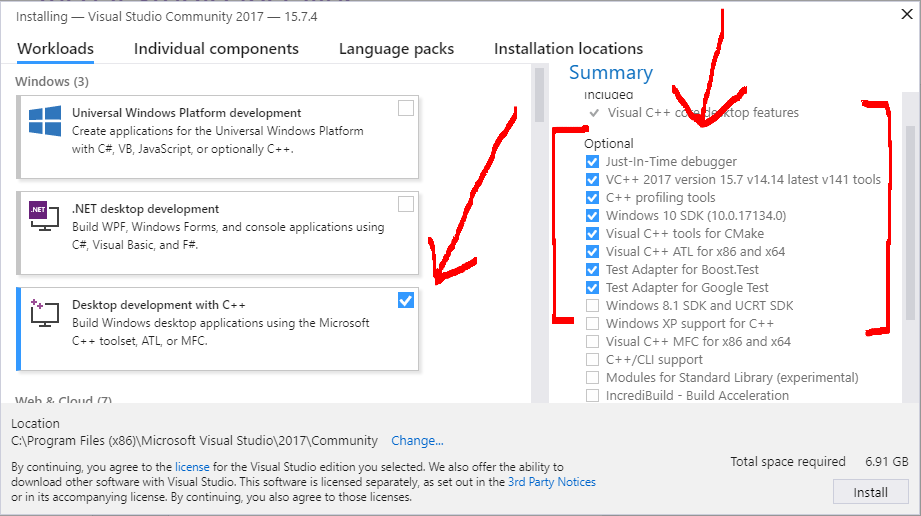 Installing — Visual Studio Community 2017 — 15.7.4
Workloads
Individual components
Language packs
Installation locations
Windows (3)
Universal Windows Platform development
Create applications for the Universal Windows Platform
with C#, VB, JavaScript, or optionally C++.
.NET
.NET desktop development
Build WPF, Windows Forms, and console applications using
C#, Visual Basic, and F#.
Desktop development with C++
Build Windows desktop applications using the Microsoft
C++ toolset, ATL, or MFC.
Web & Cloud (7)
Summary
Included
Visual C++ core desktop features
Optional
Just-In-Time debugger
VC++ 2017 version 15.7 v14.14 latest v141 tools
C++ profiling tools
Windows 10 SDK (10.0.17134.0)
Visual C++ tools for CMake
Visual C++ ATL for x86 and x64
Test Adapter for Boost.Test
Test Adapter for Google Test
Windows 8.1 SDK and UCRT SDK
Windows XP support for C++
Visual C++ MFC for x86 and x64
C++/CLI support
Modules for Standard Library (experimental)
IncrediBuild - Build Acceleration
Location
C:\Program Files (x86)\Microsoft Visual Studio\2017\Community
Change...
By continuing, you agree to the license for the Visual Studio edition you selected. We also offer the ability to
download other software with Visual Studio. This software is licensed separately, as set out in the 3rd Party Notices
or in its accompanying license. By continuing, you also agree to those licenses.
Total space required 6.91 GB
Install